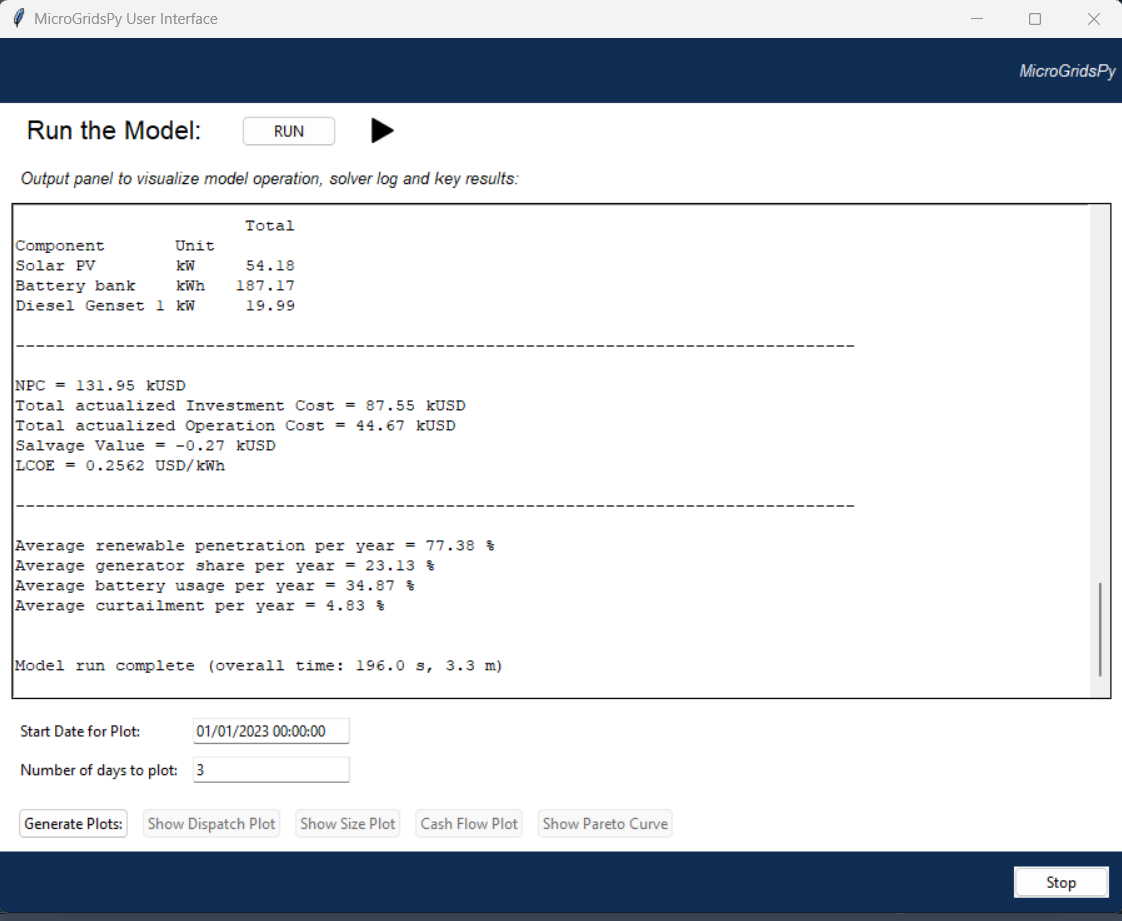 MicroGridsPy User Interface
MicroGridsPy
Run the Model: RUN
Output panel to visualize model operation, solver log and key results:
Total
Component Unit
Solar PV kW 54.18
Battery bank kWh 187.17
Diesel Genset 1 kW 19.99
------------------------------------------------------------------------------------
NPC = 131.95 kUSD
Total actualized Investment Cost = 87.55 kUSD
Total actualized Operation Cost = 44.67 kUSD
Salvage Value = -0.27 kUSD
LCOE = 0.2562 USD/kWh
------------------------------------------------------------------------------------
Average renewable penetration per year = 77.38 %
Average generator share per year = 23.13 %
Average battery usage per year = 34.87 %
Average curtailment per year = 4.83 %
Model run complete (overall time: 196.0 s, 3.3 m)
Start Date for Plot: 01/01/2023 00:00:00
Number of days to plot: 3
Generate Plots: Show Dispatch Plot Show Size Plot Cash Flow Plot Show Pareto Curve
Stop